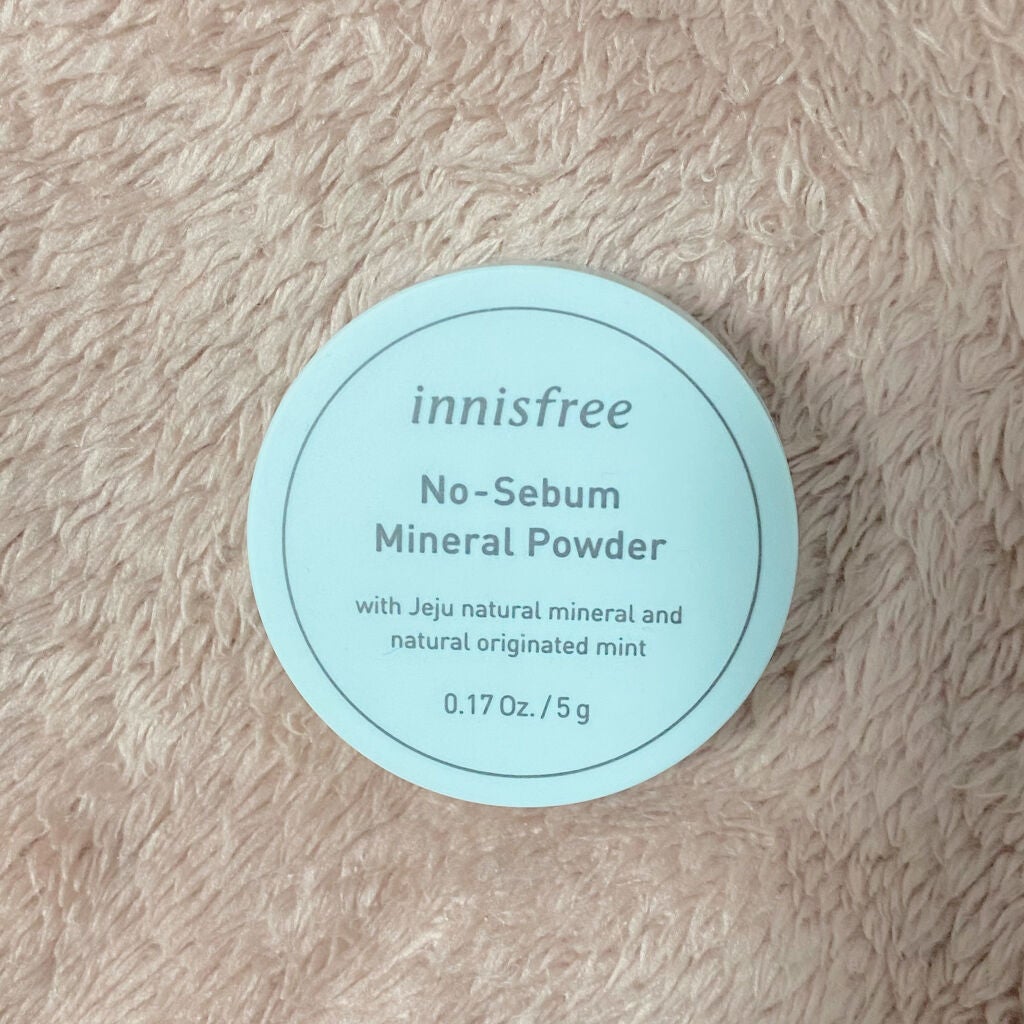 innisfree
No-Sebum
Mineral Powder
with Jeju natural mineral and
natural originated mint
0.17 Oz. / 5 g